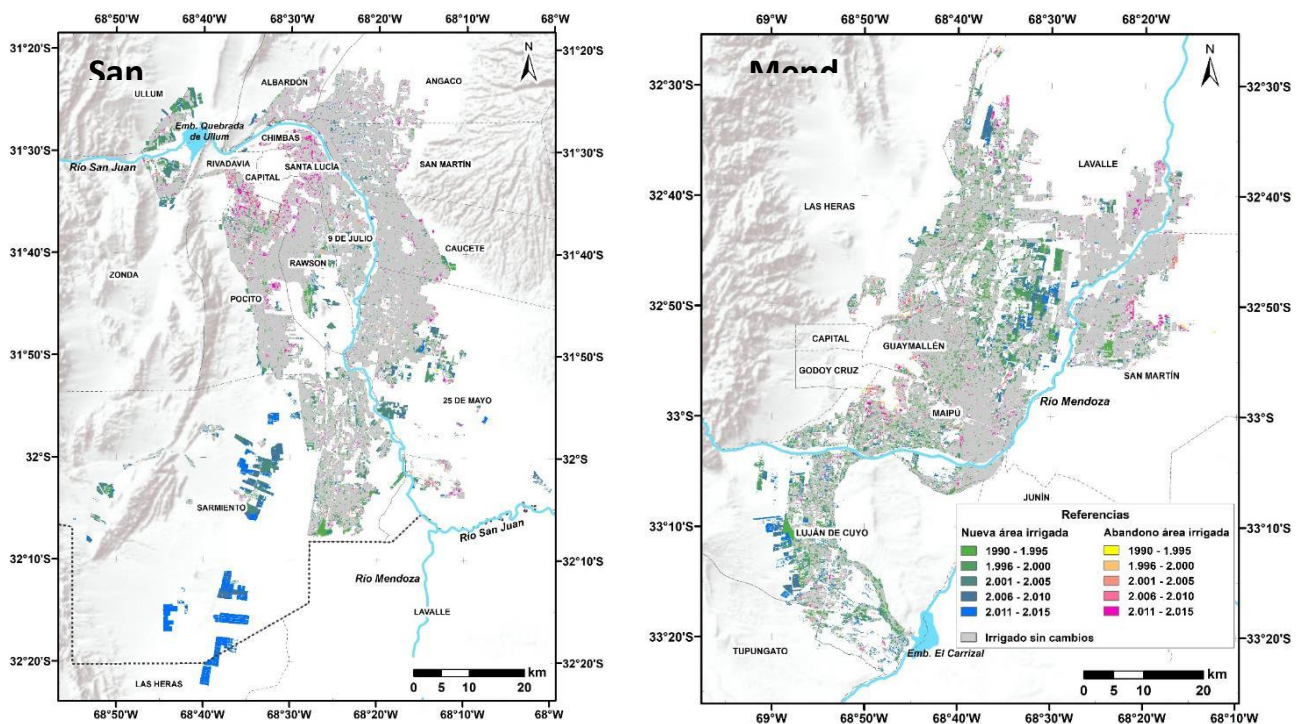 68°50'W 68°40'W 68°30'W 68°20'W 68°10'W 68°W
31°20'S
31°20'S
San
N
ALBARDÓN
ANGACO
ULLUM
Emb. Quebrada
de Ullum
CHIMBAS
31°30'S
31°30'S
Río San Juan
RIVADAVIA
SANTA LUCÍA
SAN MARTÍN
CAPITAL
31°40'S
31°40'S
9 DE JULIO
CAUCETE
RAWSON
ZONDA
POCITO
31°50'S
31°50'S
25 DE MAYO
32°S
32°S
SARMIENTO
Río San Juan
32°10'S
32°10'S
Río Mendoza
LAVALLE
32°20'S
32°20'S
LAS HERAS
km
0 5 10 20
68°50'W 68°40'W 68°30'W 68°20'W 68°10'W 68°W
69°W 68°50'W 68°40'W 68°30'W 68°20'W
Mend
N
32°30'S
32°30'S
LAVALLE
32°40'S
32°40'S
LAS HERAS
32°50'S
32°50'S
CAPITAL
GUAYMALLÉN
GODOY CRUZ
SAN MARTÍN
Río Mendoza
MAIPÚ
33°S
33°S
JUNÍN
33°10'S
33°10'S
LUJÁN DE CUYO
Referencias
Nueva área irrigada Abandono área irrigada
1990 - 1.995 1990 - 1.995
1.996 - 2.000 1.996 - 2.000
2.001 - 2.005 2.001 - 2.005
2.006 - 2.010 2.006 - 2.010
2.011 - 2.015 2.011 - 2.015
Irrigado sin cambios
33°20'S
33°20'S
TUPUNGATO
Emb. El Carrizal
km
0 5 10 20
69°W 68°50'W 68°40'W 68°30'W 68°20'W 68°10'W